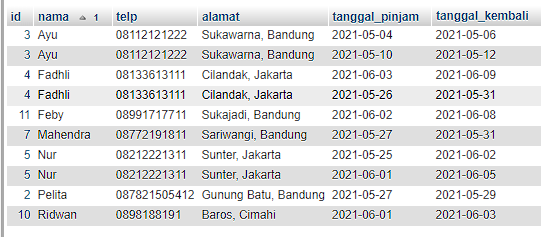 id nama 1 telp alamat tanggal_pinjam tanggal_kembali
3 Ayu 08112121222 Sukawarna, Bandung 2021-05-04 2021-05-06
3 Ayu 08112121222 Sukawarna, Bandung 2021-05-10 2021-05-12
4 Fadhli 08133613111 Cilandak, Jakarta 2021-06-03 2021-06-09
4 Fadhli 08133613111 Cilandak, Jakarta 2021-05-26 2021-05-31
11 Feby 08991717711 Sukajadi, Bandung 2021-06-02 2021-06-08
7 Mahendra 08772191811 Sariwangi, Bandung 2021-05-27 2021-05-31
5 Nur 08212221311 Sunter, Jakarta 2021-05-25 2021-06-02
5 Nur 08212221311 Sunter, Jakarta 2021-06-01 2021-06-05
2 Pelita 087821505412 Gunung Batu, Bandung 2021-05-27 2021-05-29
10 Ridwan 0898188191 Baros, Cimahi 2021-06-01 2021-06-03